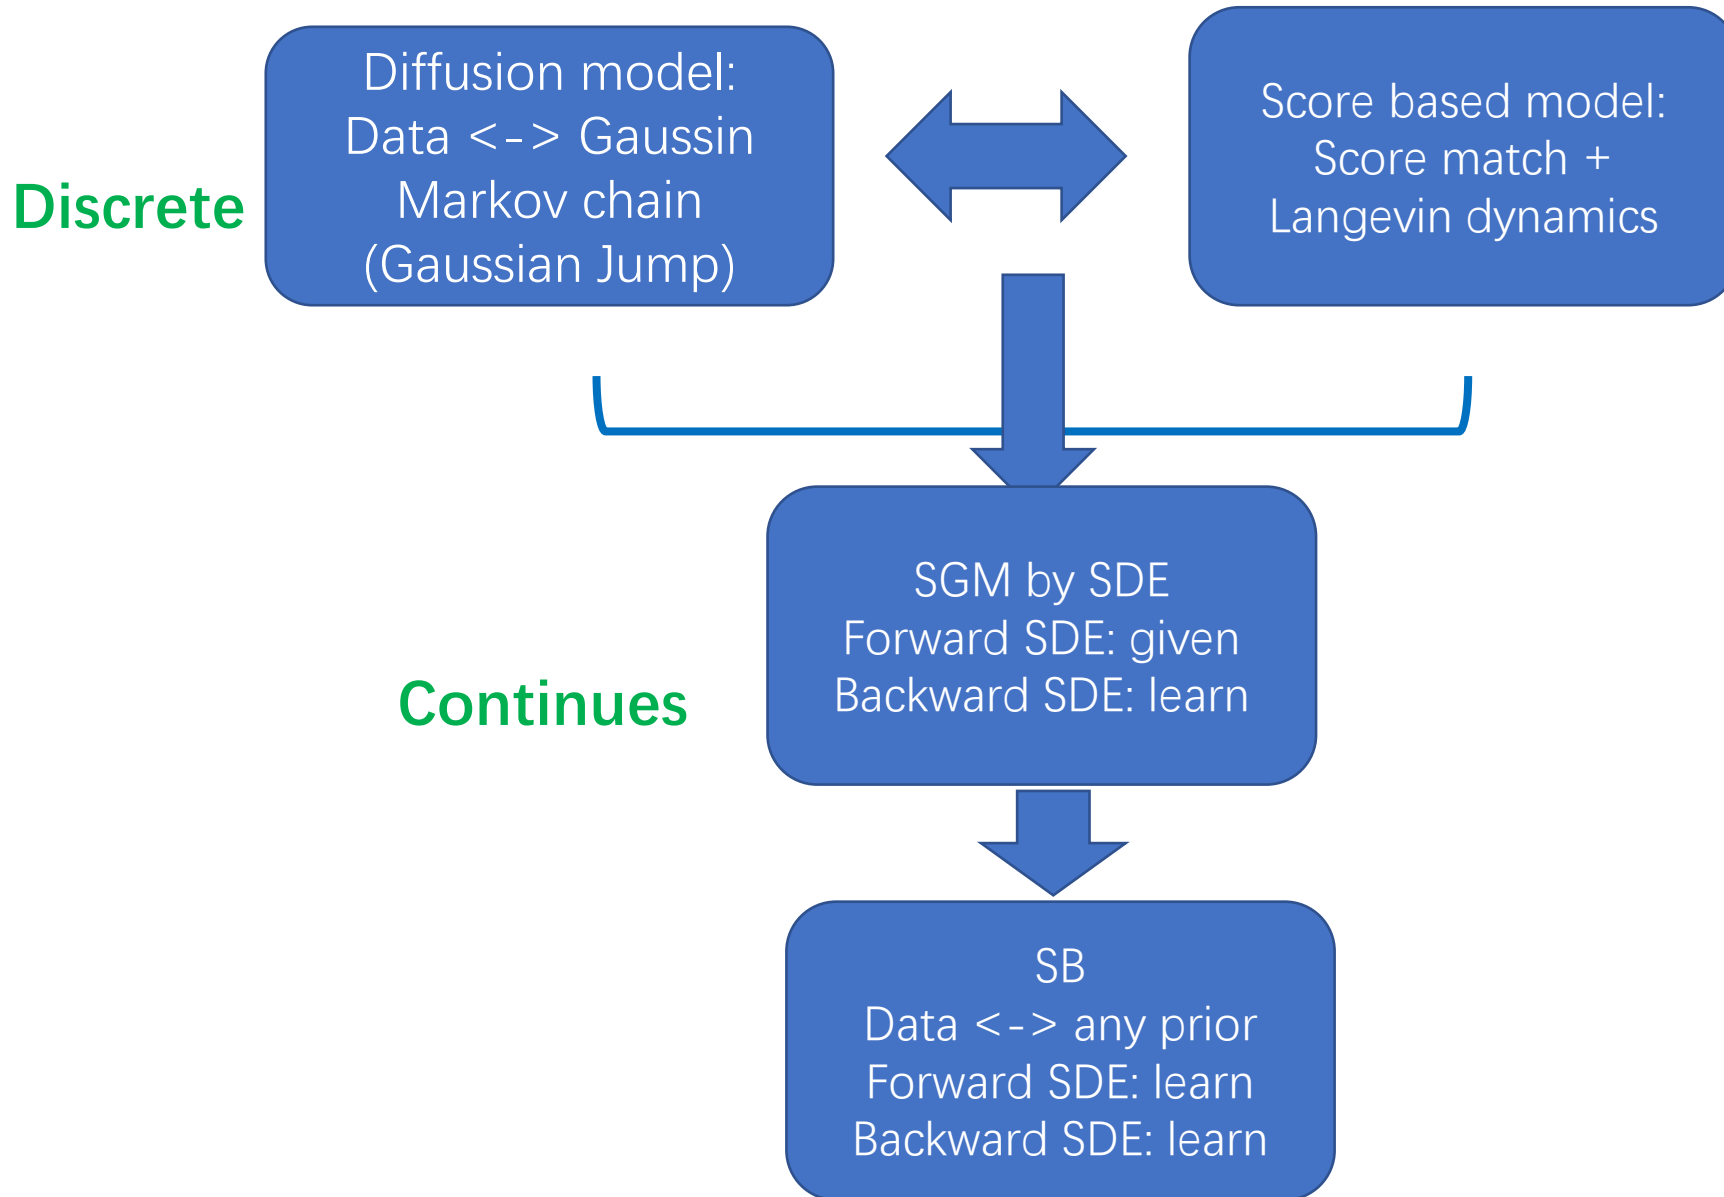 Discrete
Diffusion model:
Data <-> Gaussin
Markov chain
(Gaussian Jump)
Score based model:
Score match +
Langevin dynamics
Continues
SGM by SDE
Forward SDE: given
Backward SDE: learn
SB
Data <-> any prior
Forward SDE: learn
Backward SDE: learn